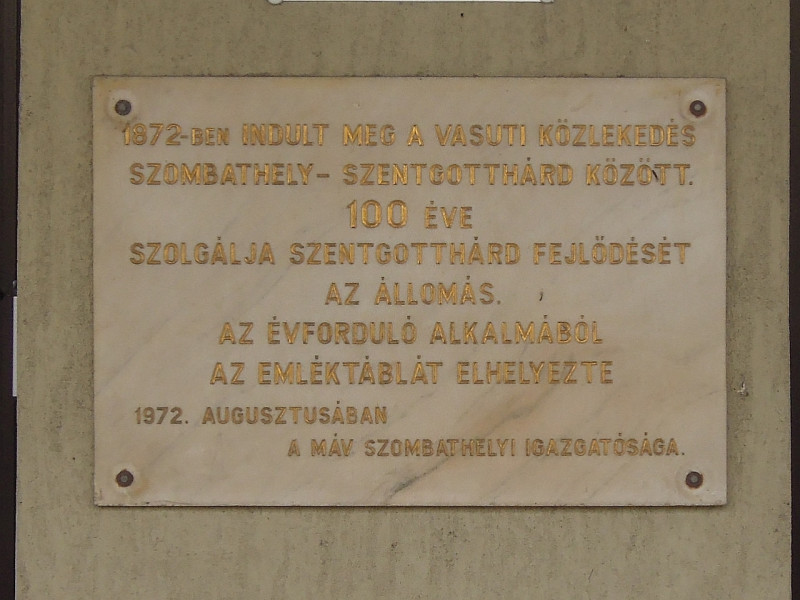 1872-BEN INDULT MEG A VASUTI KÖZLEKEDÉS
SZOMBATHELY- SZENTGOTTHÁRD KÖZÖTT.
100 ÉVE
SZOLGÁLJA SZENTGOTTHÁRD FEJLŐDÉSÉT
AZ ÁLLOMÁS.
AZ ÉVFORDULÓ ALKALMÁBÓL
AZ EMLÉKTÁBLÁT ELHELYEZTE
1972. AUGUSZTUSÁBAN
A MÁV. SZOMBATHELYI IGAZGATÓSÁGA.